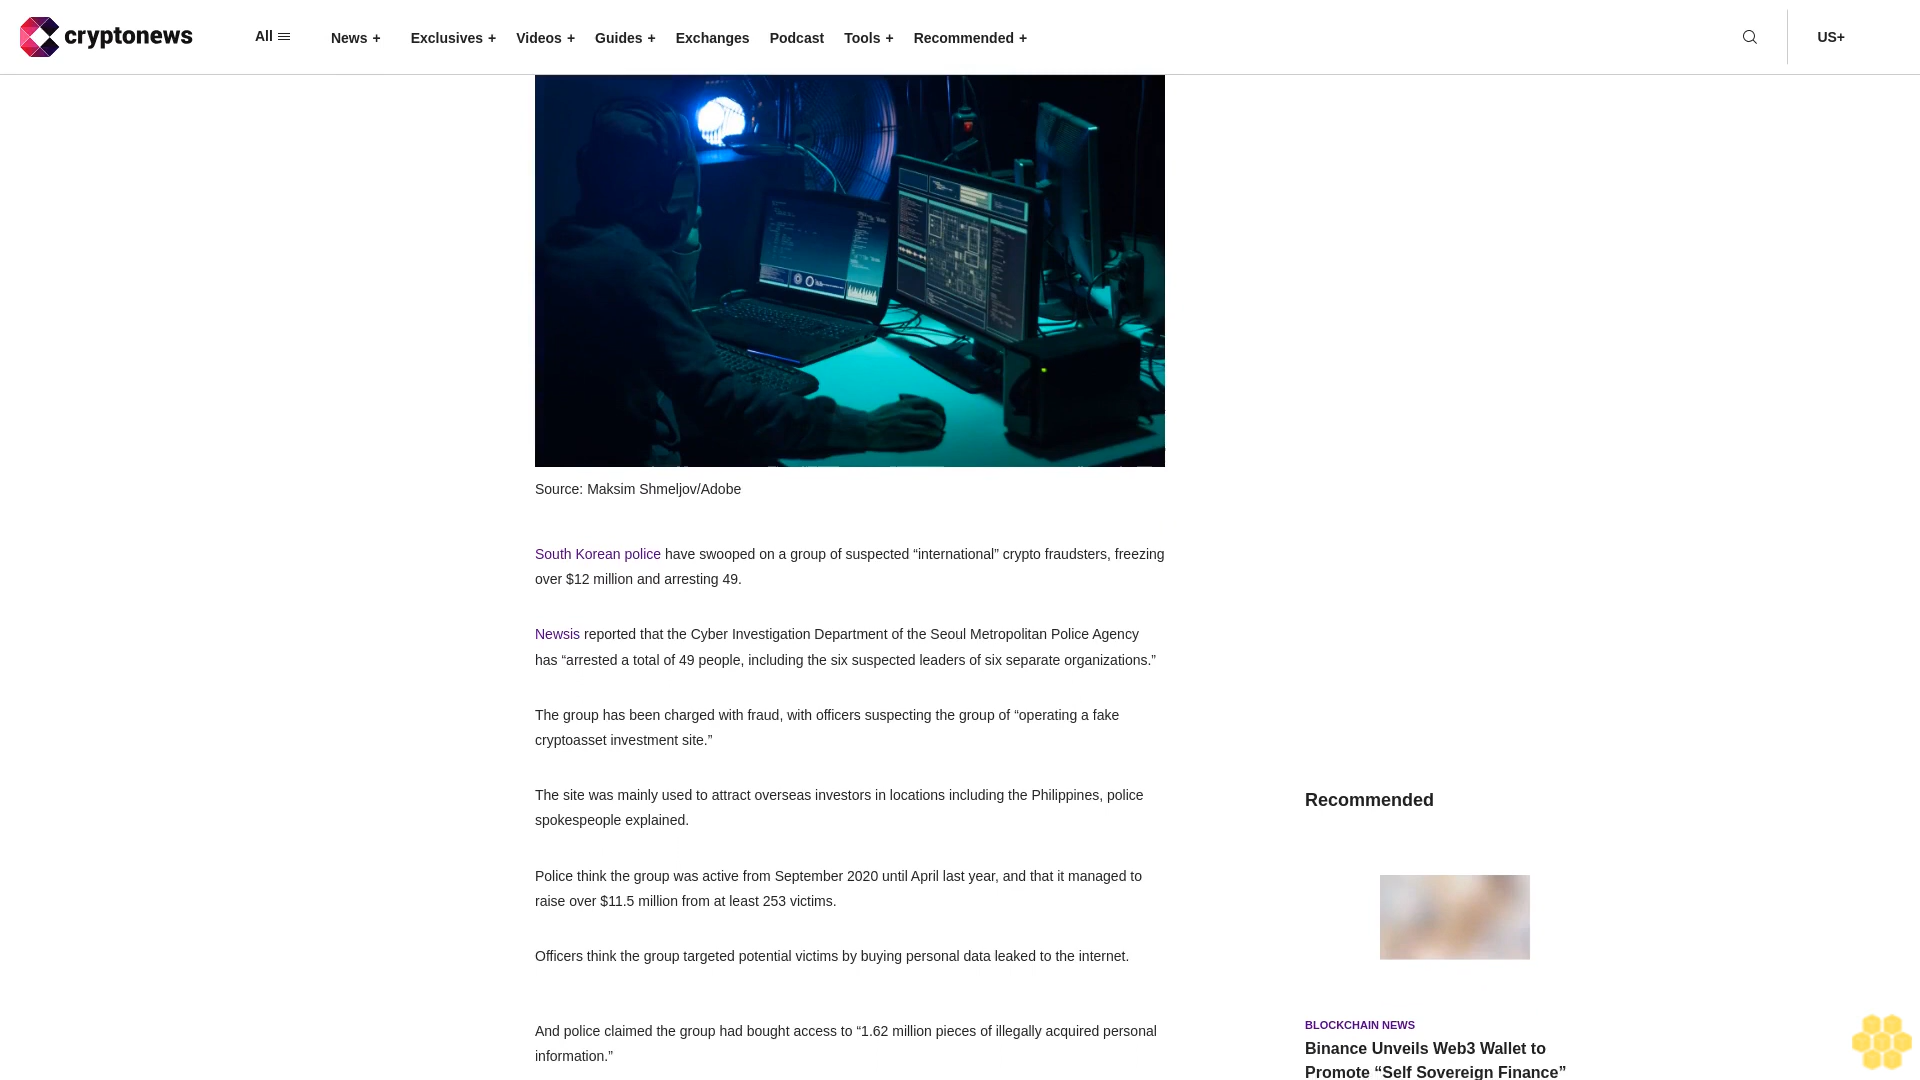 cryptonews
All
News +
Exclusives +
Videos +
Guides +
Exchanges
Podcast
Tools +
Recommended +
US+
Source: Maksim Shmeljov/Adobe
South Korean police have swooped on a group of suspected “international” crypto fraudsters, freezing
over $12 million and arresting 49.
Newsis reported that the Cyber Investigation Department of the Seoul Metropolitan Police Agency
has “arrested a total of 49 people, including the six suspected leaders of six separate organizations.”
The group has been charged with fraud, with officers suspecting the group of “operating a fake
cryptoasset investment site.”
The site was mainly used to attract overseas investors in locations including the Philippines, police
spokespeople explained.
Police think the group was active from September 2020 until April last year, and that it managed to
raise over $11.5 million from at least 253 victims.
Officers think the group targeted potential victims by buying personal data leaked to the internet.
And police claimed the group had bought access to “1.62 million pieces of illegally acquired personal
information.”
Recommended
BLOCKCHAIN NEWS
Binance Unveils Web3 Wallet to
Promote “Self Sovereign Finance”